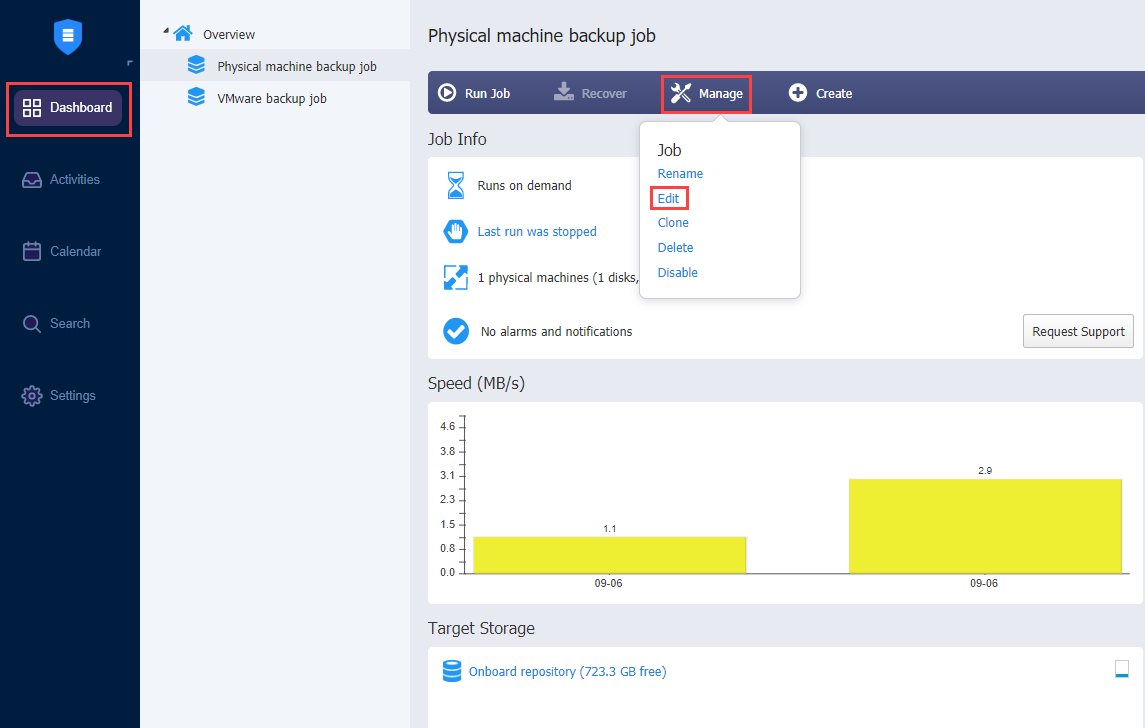 Dashboard
Activities
Calendar
Search
Settings
Overview
Physical machine backup job
VMware backup job
Physical machine backup job
Run Job
Recover
Manage
Create
Job
Rename
Edit
Clone
Delete
Disable
Job Info
Runs on demand
Last run was stopped
1 physical machines (1 disks,
No alarms and notifications
Request Support
Speed (MB/s)
4.6
3.8
3.1
2.3
1.5
0.8
0.0
1.1
2.9
09-06
09-06
Target Storage
Onboard repository (723.3 GB free)